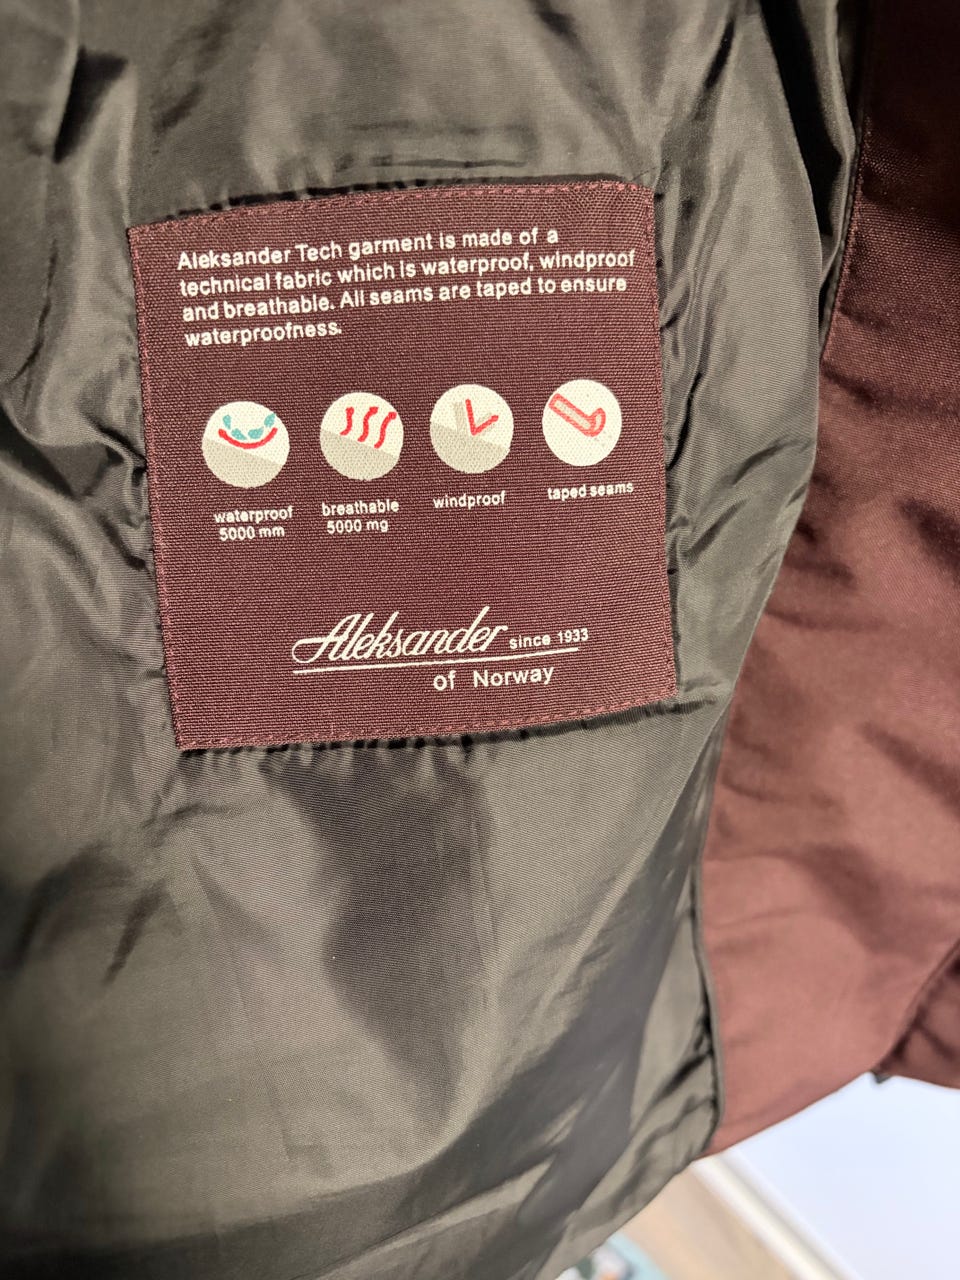 Aleksander Tech garment is made of a
technical fabric which is waterproof, windproof
and breathable. All seams are taped to ensure
waterproofness.
waterproof
5000 mm
breathable
5000 mg
windproof
taped seams
Aleksander since 1933
of Norway